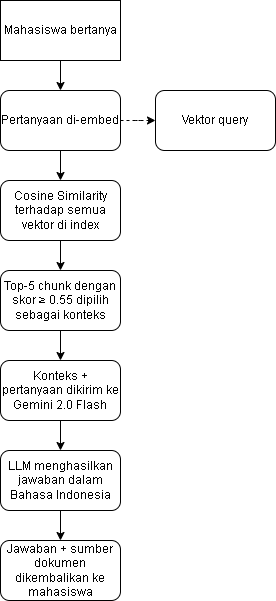 Mahasiswa bertanya
Pertanyaan di-embed
Vektor query
Cosine Similarity
terhadap semua
vektor di index
Top-5 chunk dengan
skor ≥ 0.55 dipilih
sebagai konteks
Konteks +
pertanyaan dikirim ke
Gemini 2.0 Flash
LLM menghasilkan
jawaban dalam
Bahasa Indonesia
Jawaban + sumber
dokumen
dikembalikan ke
mahasiswa